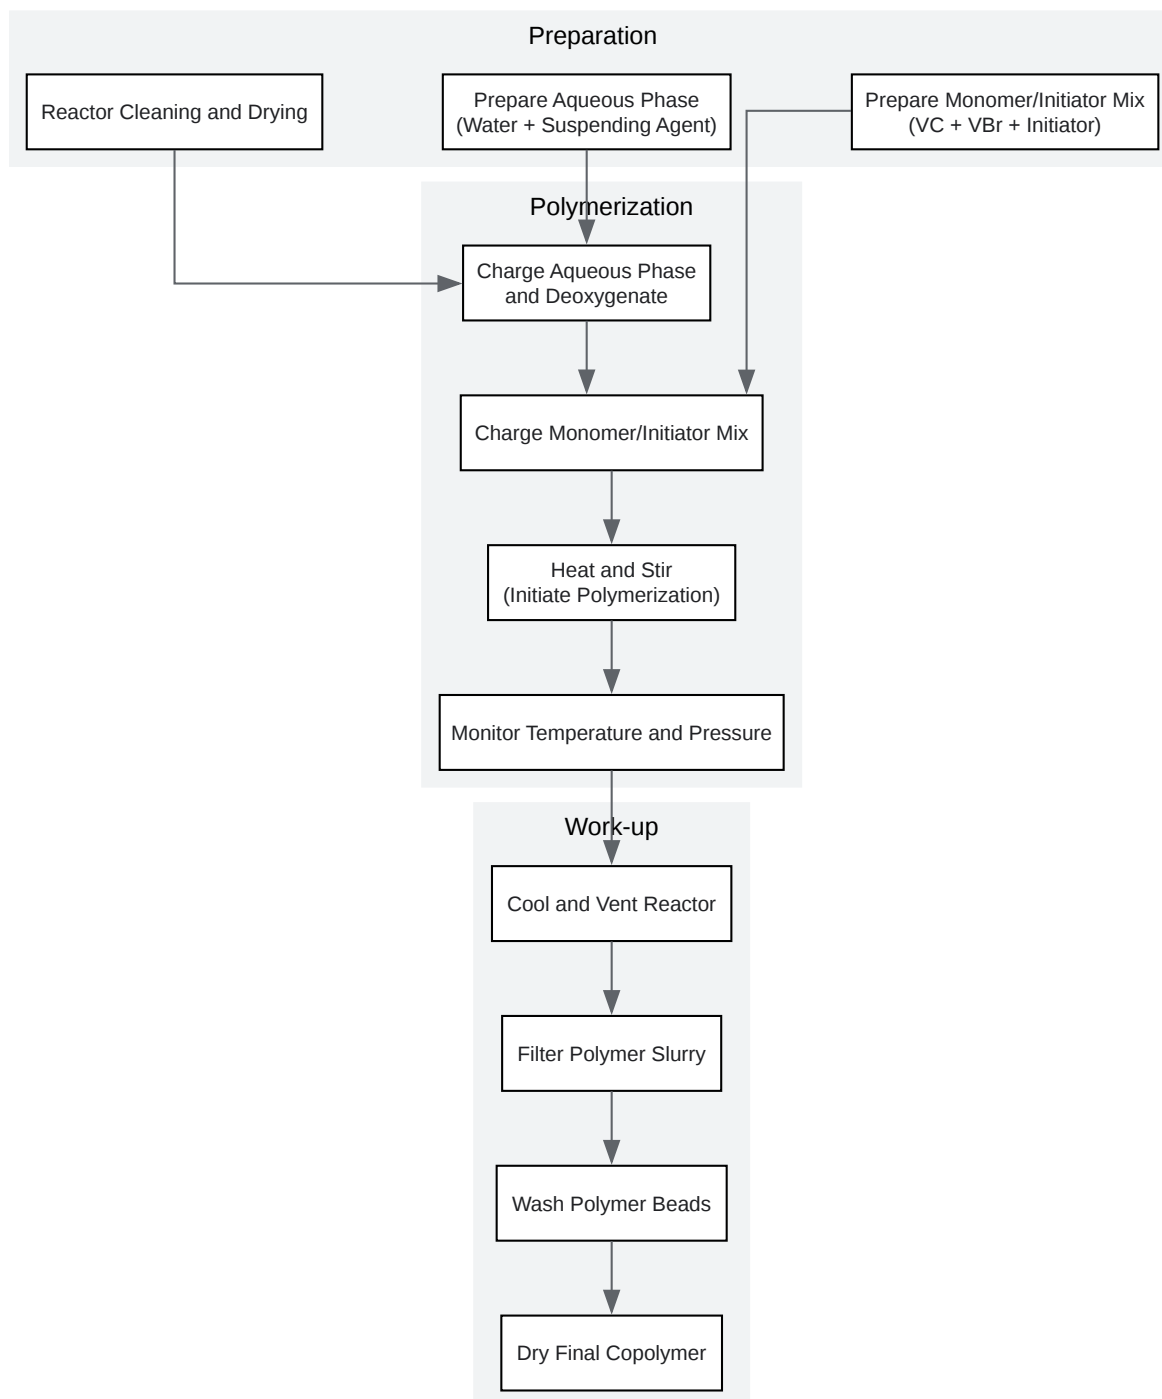 Preparation
Reactor Cleaning and Drying
Prepare Aqueous Phase
(Water + Suspending Agent)
Prepare Monomer/Initiator Mix
(VC + VBr + Initiator)
Polymerization
Charge Aqueous Phase
and Deoxygenate
Charge Monomer/Initiator Mix
Heat and Stir
(Initiate Polymerization)
Monitor Temperature and Pressure
Work-up
Cool and Vent Reactor
Filter Polymer Slurry
Wash Polymer Beads
Dry Final Copolymer